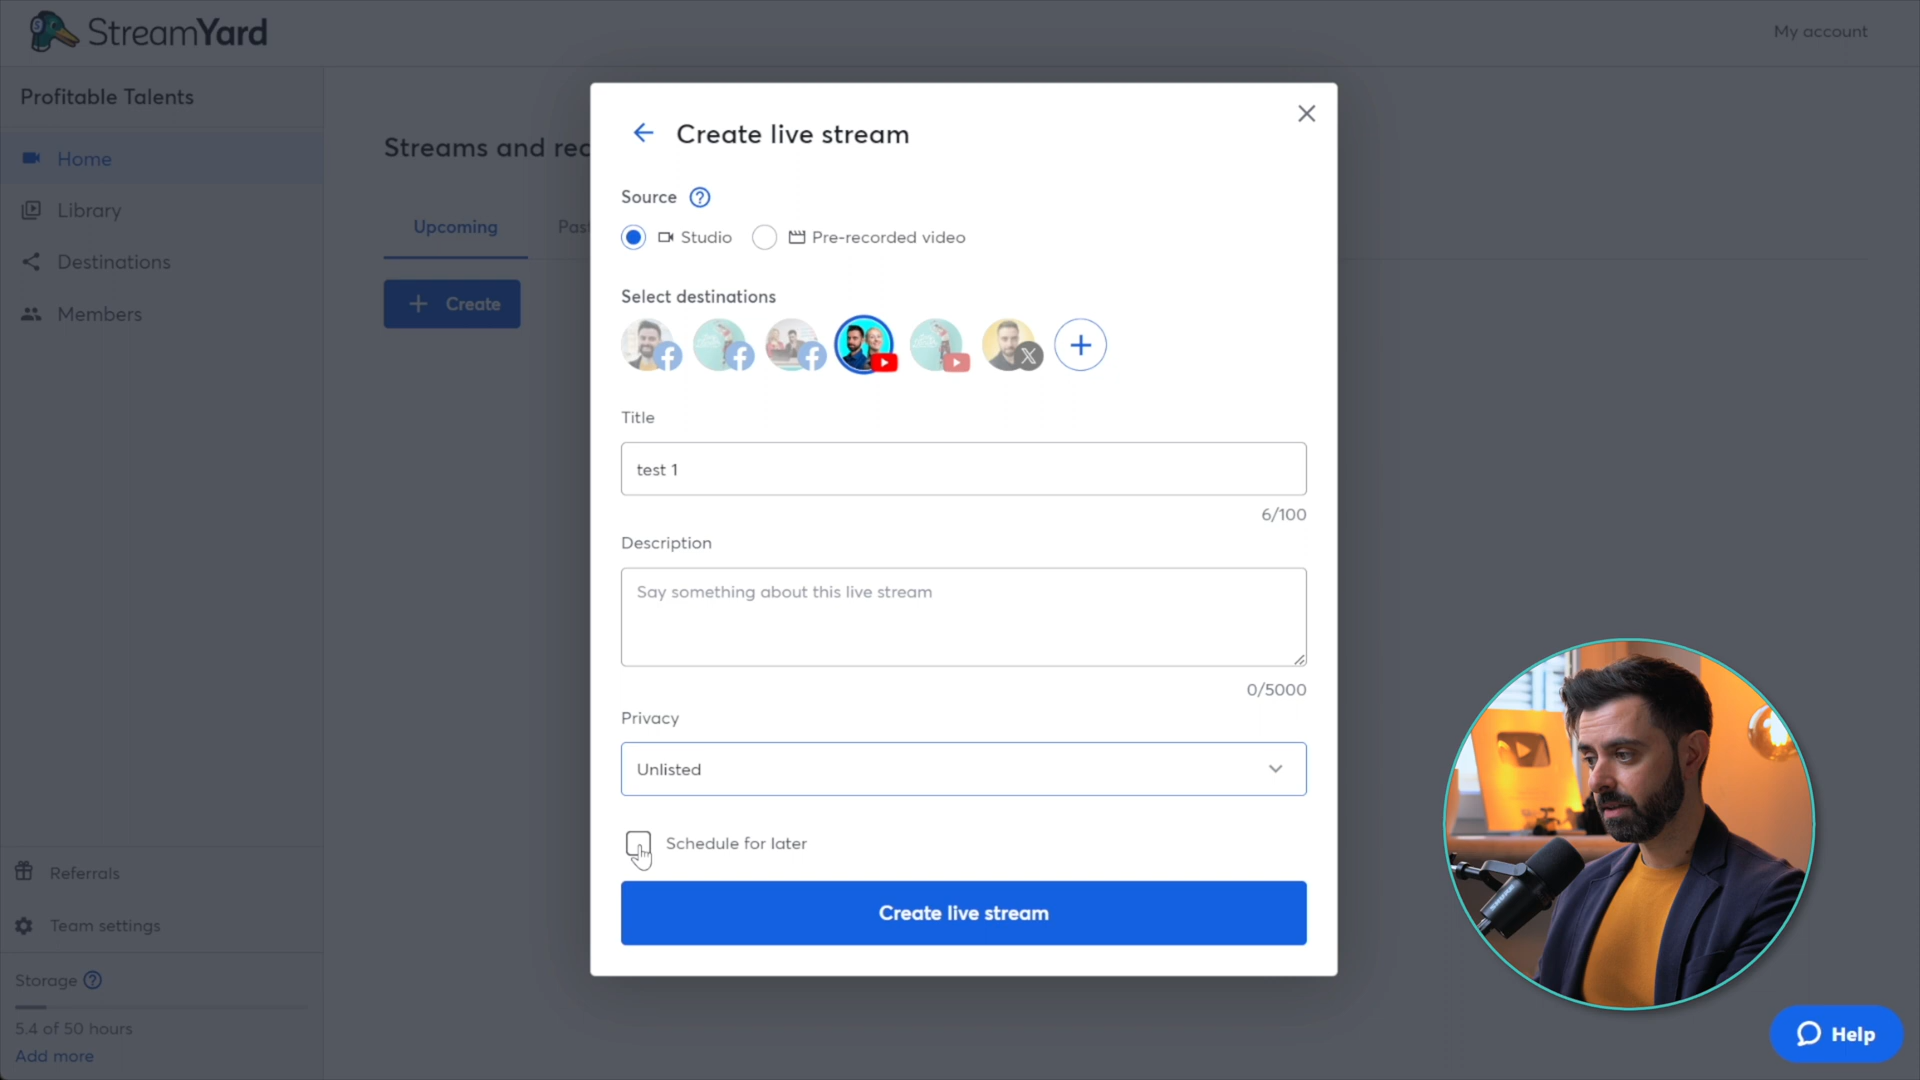 StreamYard
My account
Profitable Talents
Home
Library
Destinations
Members
Streams and rec
Upcoming
Pas
Create
Create live stream
Source
Studio
Pre-recorded video
Select destinations
Title
test 1
6/100
Description
Say something about this live stream
0/5000
Privacy
Unlisted
Schedule for later
Create live stream
Referrals
Team settings
Storage
5.4 of 50 hours
Add more
Help